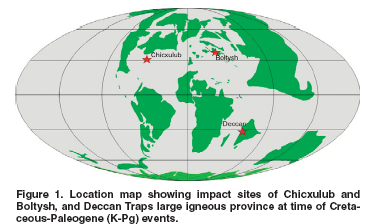 Chicxulub
Boltysh
Deccan
Figure 1. Location map showing impact sites of Chicxulub and
Boltysh, and Deccan Traps large igneous province at time of Creta-
ceous-Paleogene (K-Pg) events.